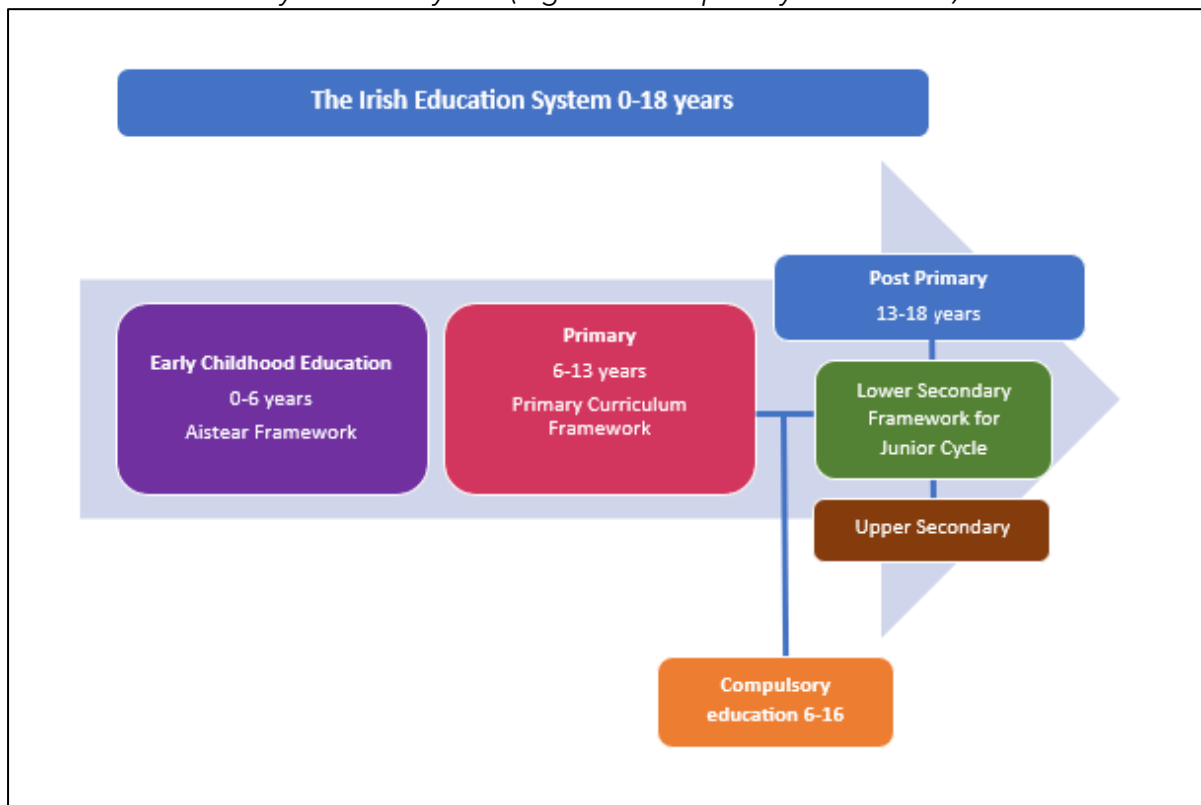 The Irish Education System 0-18 years
Early Childhood Education
0-6 years
Aistear Framework
Primary
6-13 years
Primary Curriculum
Framework
Post Primary
13-18 years
Lower Secondary
Framework for
Junior Cycle
Upper Secondary
Compulsory
education 6-16